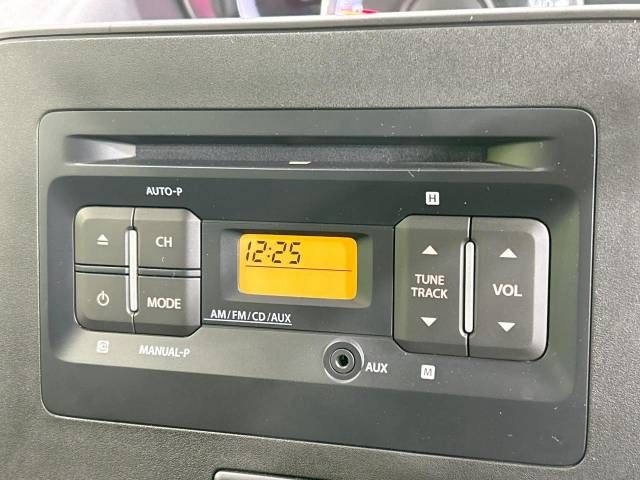 AUTO-P
H
CH
12:25
TUNE
TRACK
VOL
MODE
AM/FM/CD/AUX
MANUAL-P
AUX
M